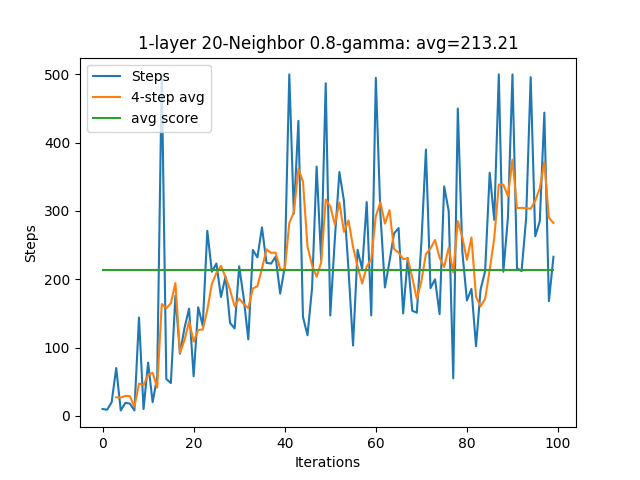 1-layer 20-Neighbor 0.8-gamma: avg=213.21
Steps
4-step avg
avg score
500
400
300
200
100
0
Steps
0 20 40 60 80 100
Iterations